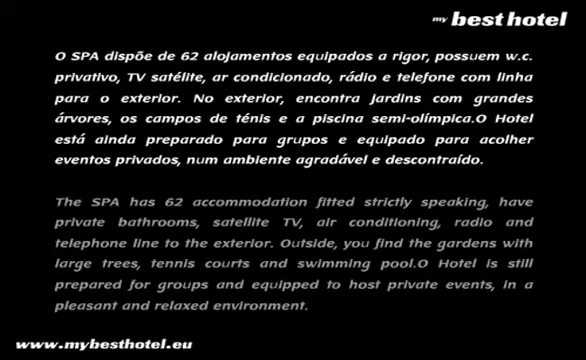 my best hotel
O SPA dispõe de 62 alojamentos equipados a rigor, possuem w.c.
privativo, TV satélite, ar condicionado, rádio e telefone com linha
para o exterior. No exterior, encontra jardins com grandes
árvores, os campos de ténis e a piscina semi-olímpica.O Hotel
está ainda preparado para grupos e equipado para acolher
eventos privados, num ambiente agradável e descontraído.
The SPA has 62 accommodation fitted strictly speaking, have
private bathrooms, satellite TV, air conditioning, radio and
telephone line to the exterior. Outside, you find the gardens with
large trees, tennis courts and swimming pool.O Hotel is still
prepared for groups and equipped to host private events, in a
pleasant and relaxed environment.
www.mybesthotel.eu